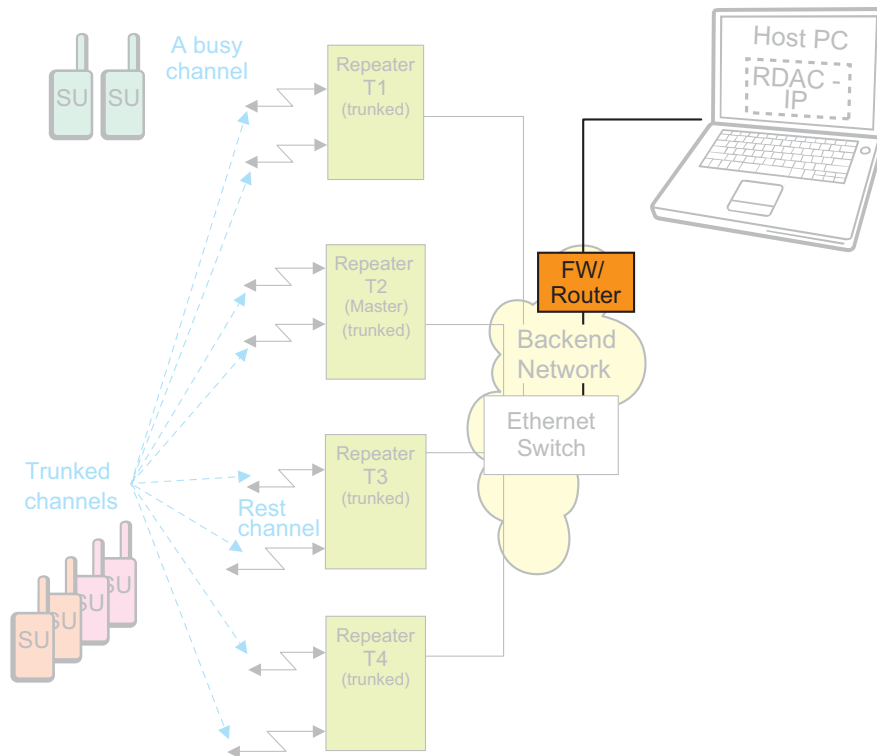 A busy
channel
SU
SU
Repeater
T1
(trunked)
Host PC
RDAC -
IP
Repeater
T2
(Master)
(trunked)
FW/
Router
Backend
Network
Ethernet
Switch
Trunked
channels
Rest
channel
Repeater
T3
(trunked)
SU
SU
SU
SU
Repeater
T4
(trunked)